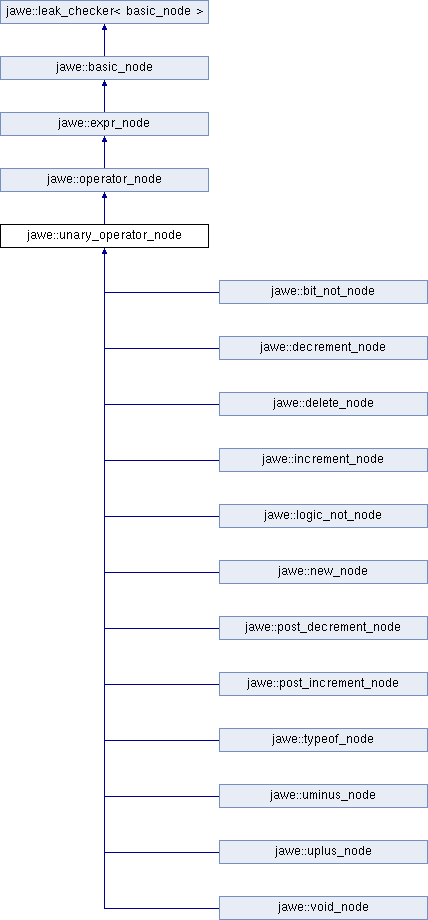 jawe::leak_checker< basic_node >
jawe::basic_node
jawe::expr_node
jawe::operator_node
jawe::unary_operator_node
jawe::bit_not_node
jawe::decrement_node
jawe::delete_node
jawe::increment_node
jawe::logic_not_node
jawe::new_node
jawe::post_decrement_node
jawe::post_increment_node
jawe::typeof_node
jawe::uminus_node
jawe::uplus_node
jawe::void_node